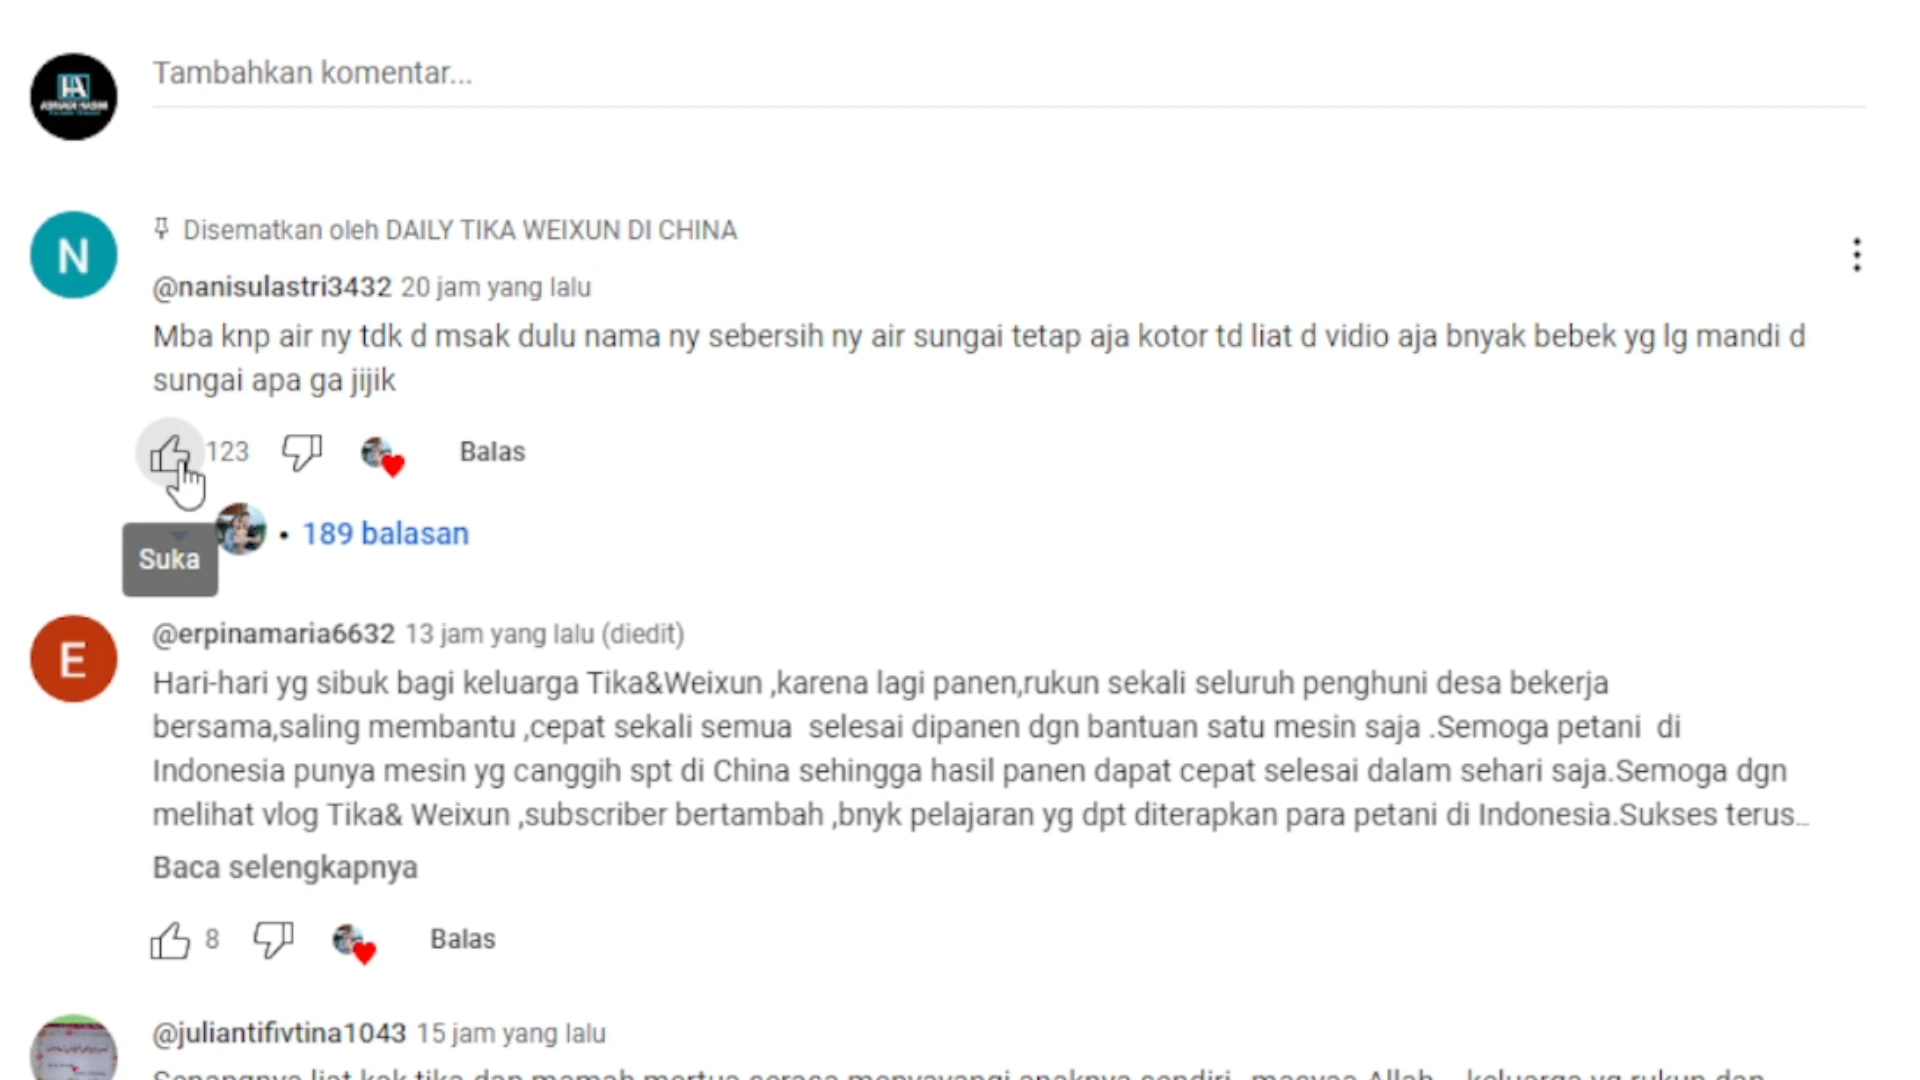 Tambahkan komentar...
Disematkan oleh DAILY TIKA WEIXUN DI CHINA
@nanisulastri3432 20 jam yang lalu
Mba knp air ny tdk d msak dulu nama ny sebersih ny air sungai tetap aja kotor td liat d vidio aja bnyak bebek yg lg mandi d
sungai apa ga jijik
123 Balas
• 189 balasan
Suka
N
@erpinamaria6632 13 jam yang lalu (diedit)
Hari-hari yg sibuk bagi keluarga Tika&Weixun ,karena lagi panen,rukun sekali seluruh penghuni desa bekerja
bersama,saling membantu ,cepat sekali semua  selesai dipanen dgn bantuan satu mesin saja .Semoga petani  di
Indonesia punya mesin yg canggih spt di China sehingga hasil panen dapat cepat selesai dalam sehari saja.Semoga dgn
melihat vlog Tika& Weixun ,subscriber bertambah ,bnyk pelajaran yg dpt diterapkan para petani di Indonesia.Sukses terus...
Baca selengkapnya
8 Balas
E
@juliantifivtina1043 15 jam yang lalu